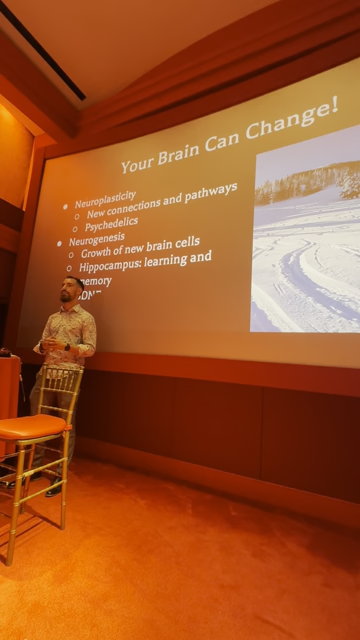 Your Brain Can Change!
Neuroplasticity
New connections and pathways
Psychedelics
Neurogenesis
Growth of new brain cells
Hippocampus: learning and
memory